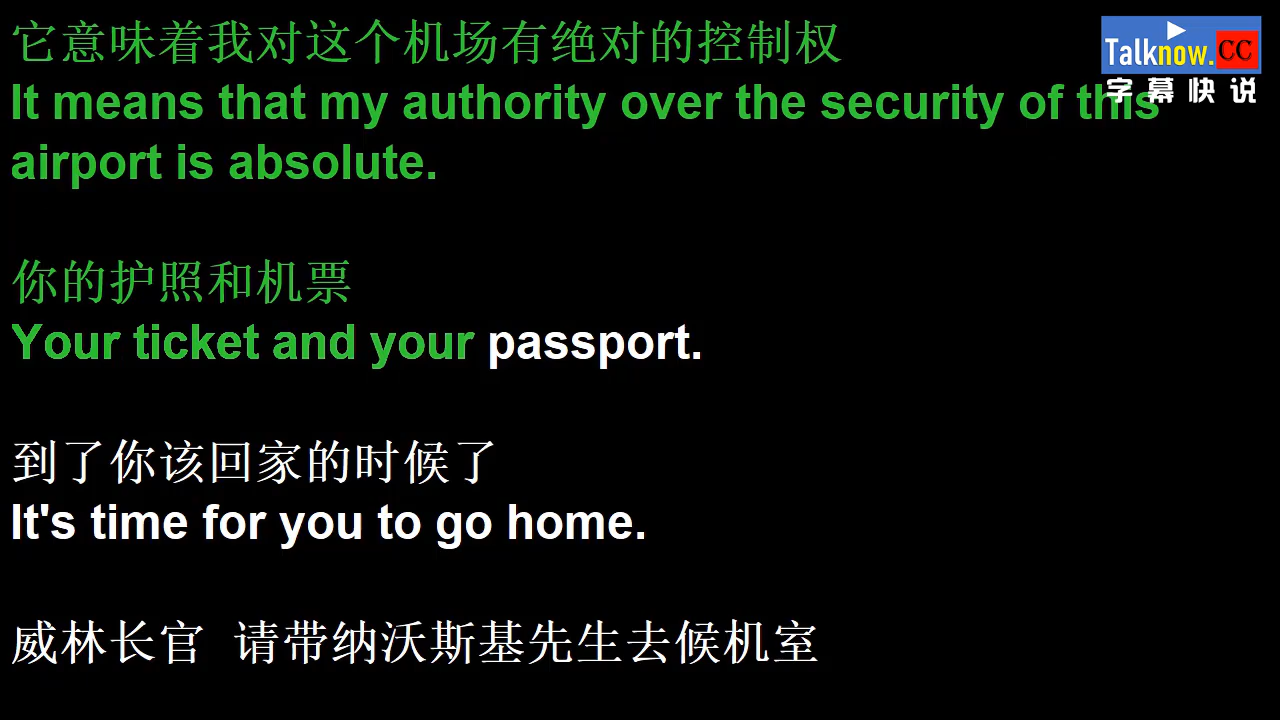 它意味着我对这个机场有绝对的控制权
It means that my authority over the security of this
airport is absolute.
你的护照和机票
Your ticket and your passport.
到了你该回家的时候了
It's time for you to go home.
威林长官 请带纳沃斯基先生去候机室
Talknow.CC
字幕快说